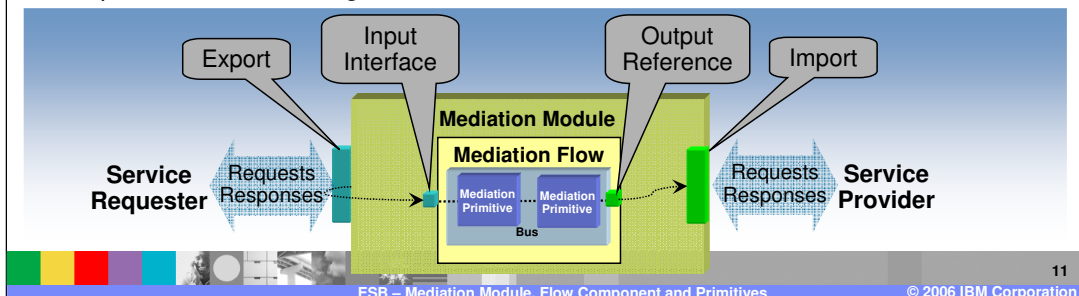 Export
Input
Interface
Output
Reference
Import
Mediation Module
Mediation Flow
Service
Requester
Requests
Responses
Mediation
Primitive
Mediation
Primitive
Bus
Requests
Responses
Service
Provider
11
ESB – Mediation Module, Flow Component and Primitives
© 2006 IBM Corporation